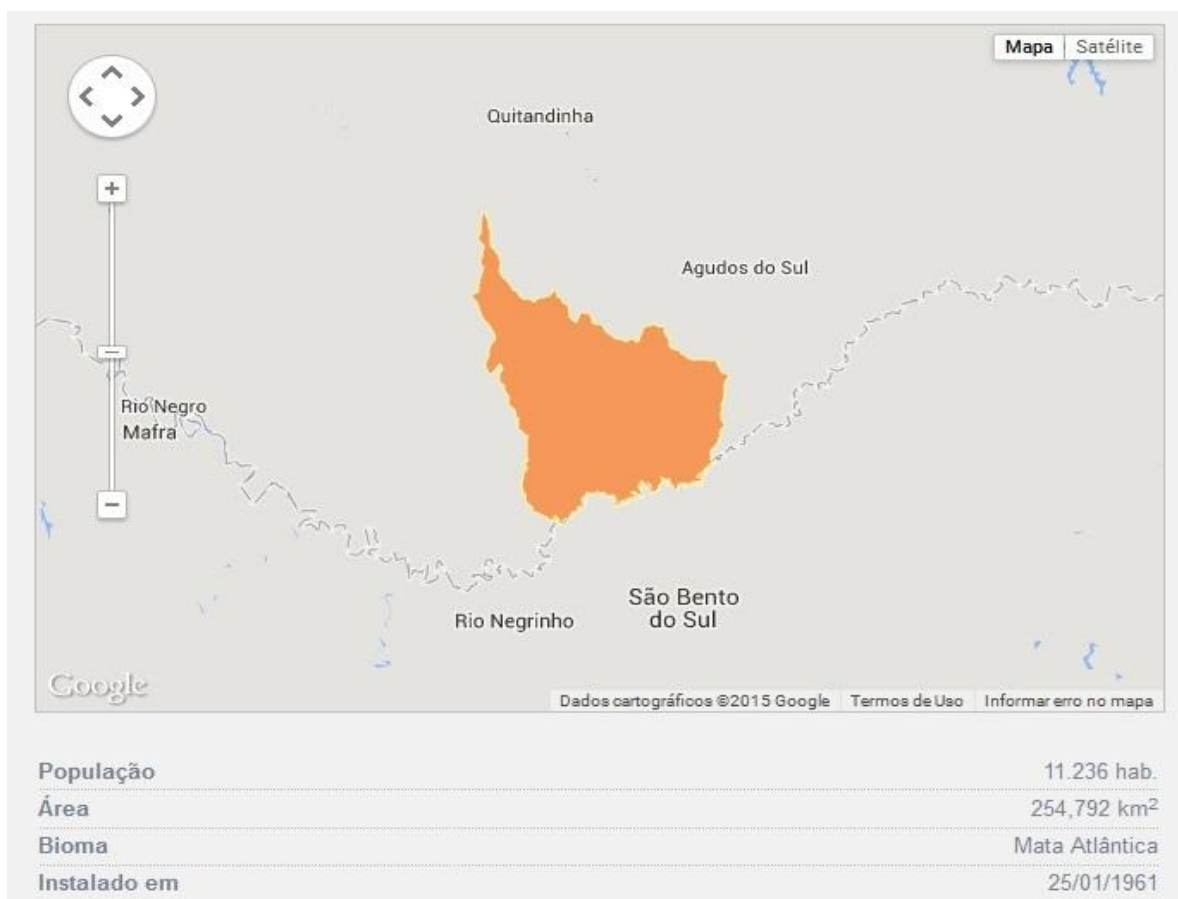 Mapa Satélite
Quitandinha
+
Agudos do Sul
Rio Negro
Mafra
−
São Bento
do Sul
Rio Negrinho
Google
Dados cartográficos ©2015 Google Termos de Uso Informar erro no mapa
População 11.236 hab.
Área 254,792 km²
Bioma Mata Atlântica
Instalado em 25/01/1961